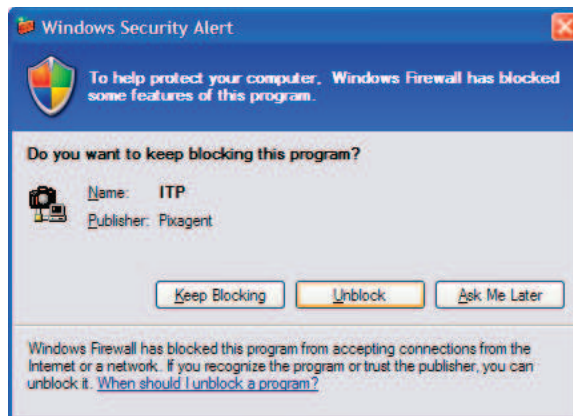 Windows Security Alert
To help protect your computer, Windows Firewall has blocked
some features of this program.
Do you want to keep blocking this program?
Name: ITP
Publisher: Pixagent
Keep Blocking Unblock Ask Me Later
Windows Firewall has blocked this program from accepting connections from the
Internet or a network. If you recognize the program or trust the publisher, you can
unblock it. When should I unblock a program?